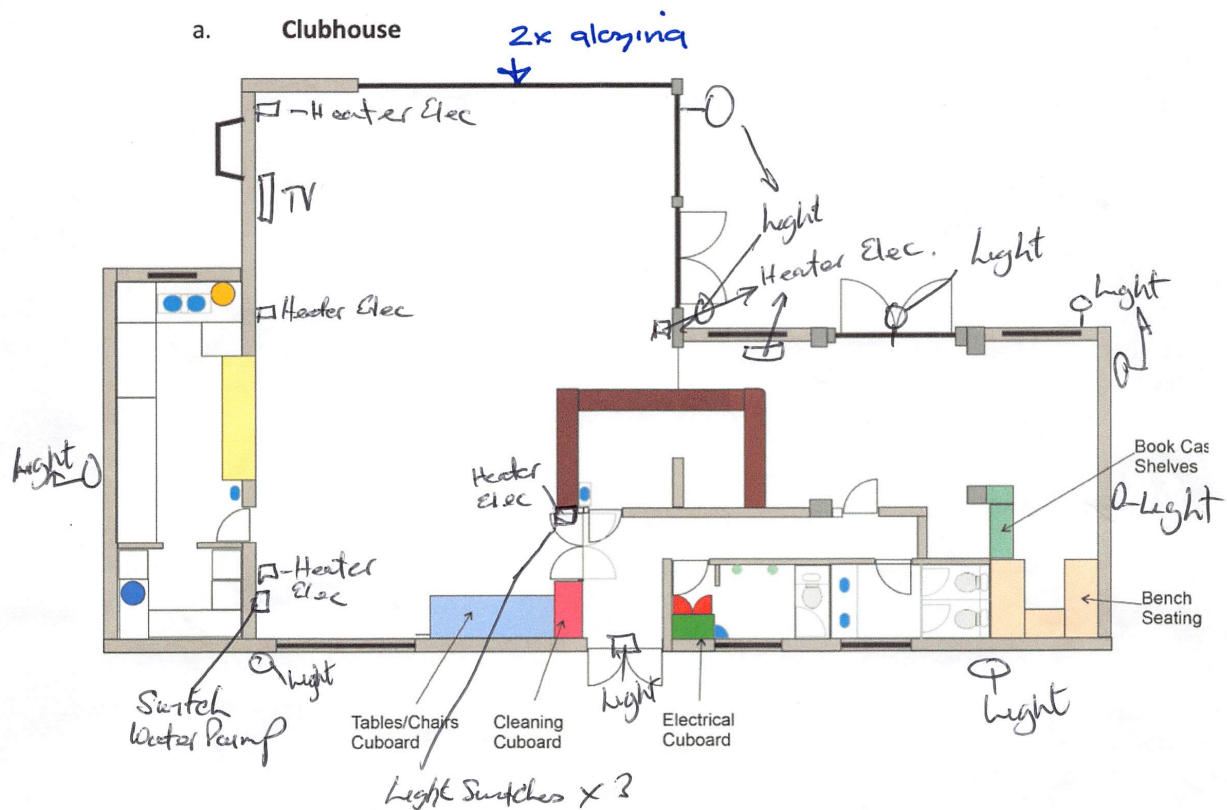 a. Clubhouse
2x glazing
Heater Elec
TV
Light
Heater Elec.
Light
Light
Heater Elec
Light
Heater
Elec
Book Cas
Shelves
Light
Heater
Elec
Bench
Seating
Light
Light
Light
Switch
Water Pump
Tables/Chairs
Cuboard
Cleaning
Cuboard
Electrical
Cuboard
Light Switches x 3